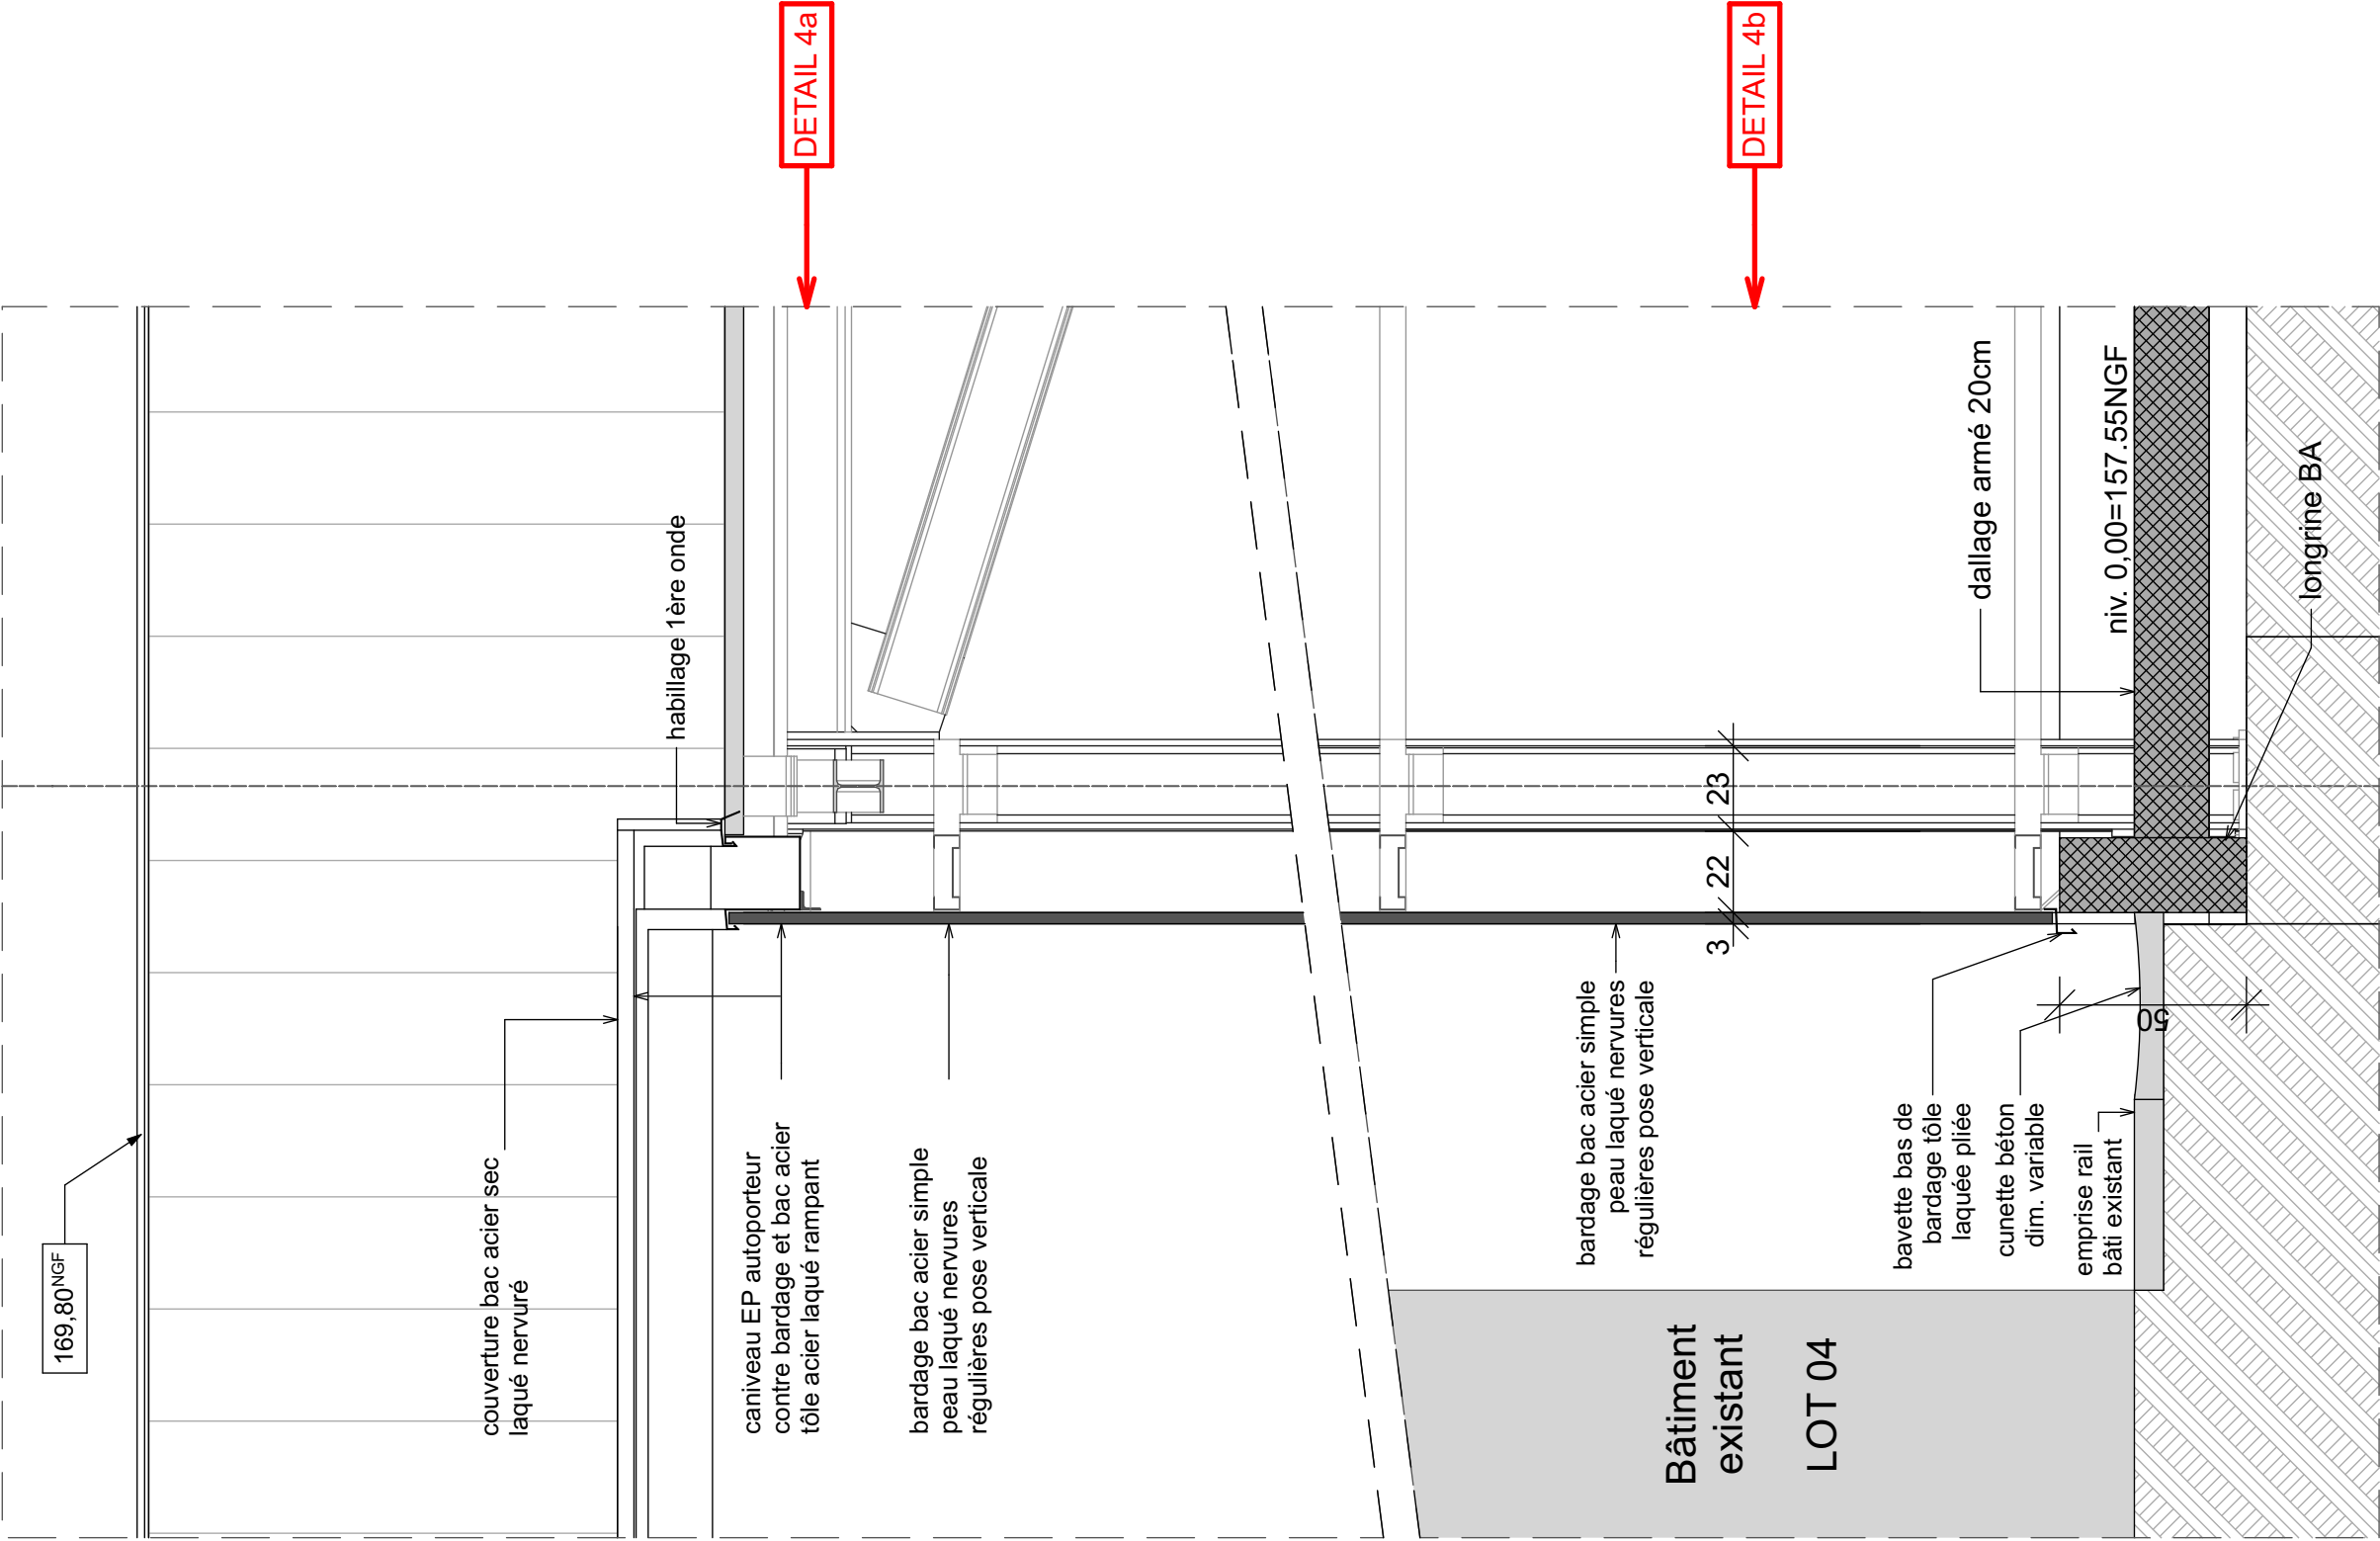 DETAIL 4a
DETAIL 4b
169,80NGF
habillage 1ère onde
couverture bac acier sec
laqué nervuré
caniveau EP autoporteur
contre bardage et bac acier
tôle acier laqué rampant
bardage bac acier simple
peau laqué nervures
régulières pose verticale
bardage bac acier simple
peau laqué nervures
régulières pose verticale
3
22
23
dallage armé 20cm
niv. 0,00=157.55NGF
longrine BA
bavette bas de
bardage tôle
laquée pliée
cunette béton
dim. variable
emprise rail
bâti existant
50
Bâtiment
existant
LOT 04